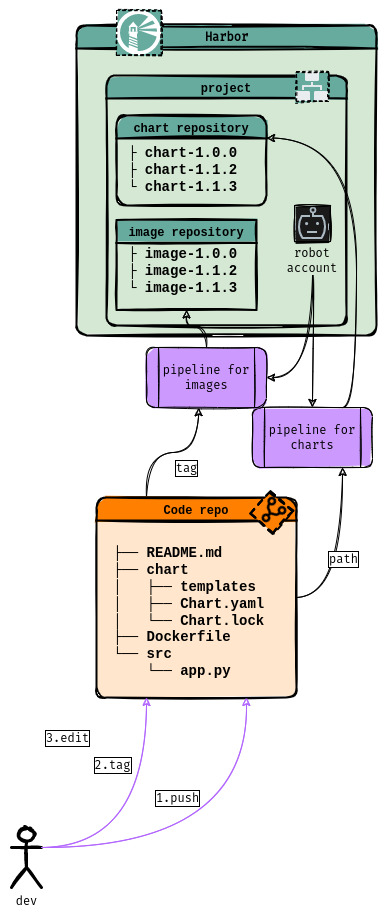 Harbor
project
chart repository
├ chart-1.0.0
├ chart-1.1.2
└ chart-1.1.3
image repository
├ image-1.0.0
├ image-1.1.2
└ image-1.1.3
robot
account
pipeline for
images
pipeline for
charts
tag
Code repo
├── README.md
├── chart
│   ├── templates
│   ├── Chart.yaml
│   └── Chart.lock
├── Dockerfile
└── src
    └── app.py
path
3.edit
2.tag
1.push
dev